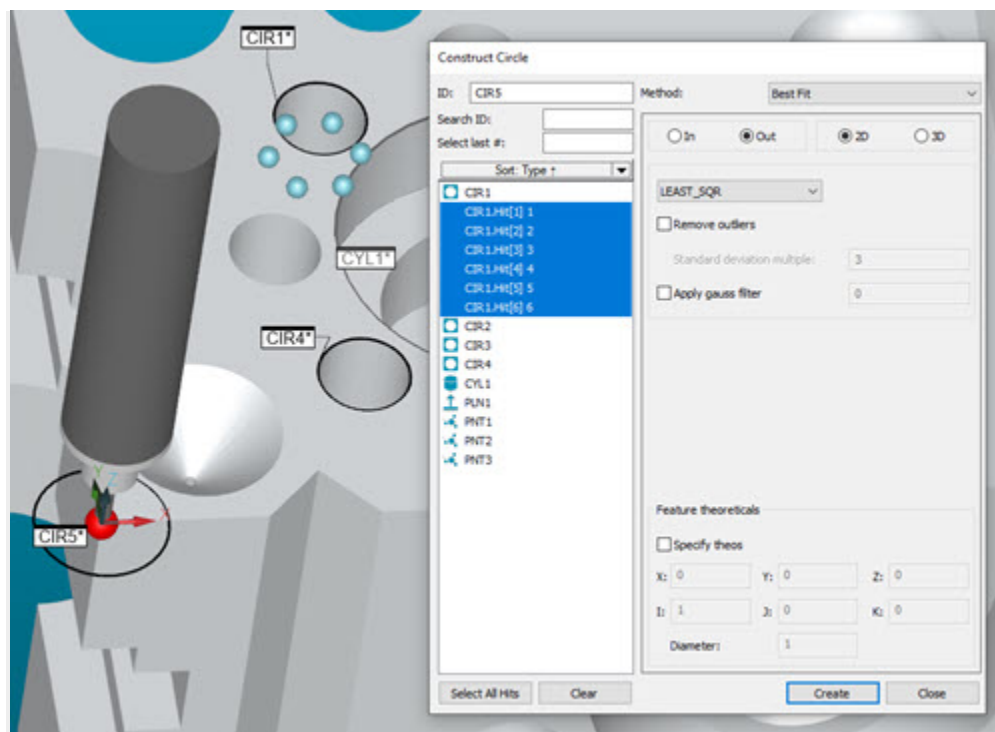 CIR1*
CYL1*
CIR4*
CIR5*
Y
Z
X
Construct Circle
ID: CIR5
Search ID:
Select last #:
Sort: Type ↑
CIR1
CIR1.Hit[1] 1
CIR1.Hit[2] 2
CIR1.Hit[3] 3
CIR1.Hit[4] 4
CIR1.Hit[5] 5
CIR1.Hit[6] 6
CIR2
CIR3
CIR4
CYL1
PLN1
PNT1
PNT2
PNT3
Select All Hits Clear
Method: Best Fit
In Out 2D 3D
LEAST_SQR
Remove outliers
Standard deviation multiple: 3
Apply gauss filter 0
Feature theoreticals
Specify theos
X: 0 Y: 0 Z: 0
I: 1 J: 0 K: 0
Diameter: 1
Create Close